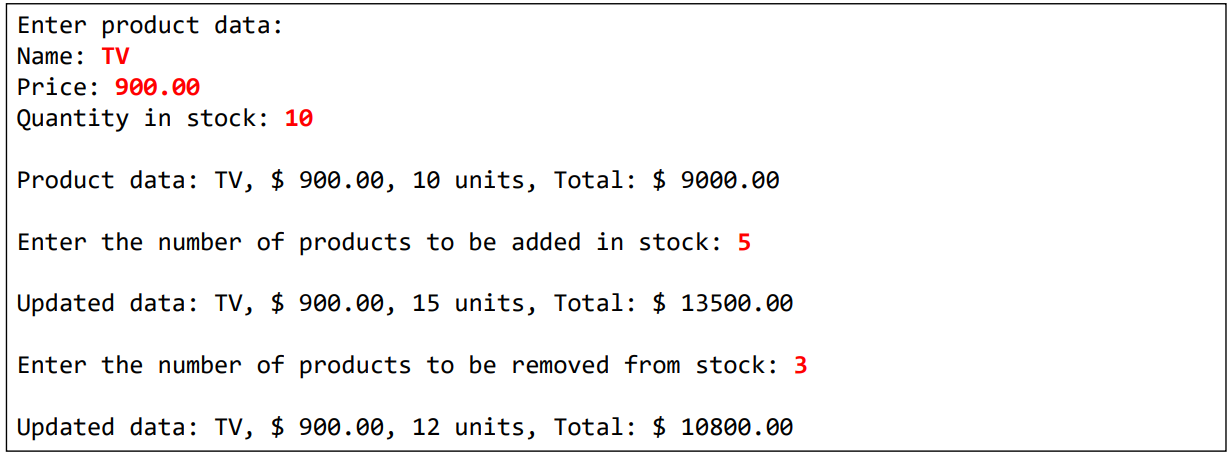 Enter product data:
Name: TV
Price: 900.00
Quantity in stock: 10
Product data: TV, $ 900.00, 10 units, Total: $ 9000.00
Enter the number of products to be added in stock: 5
Updated data: TV, $ 900.00, 15 units, Total: $ 13500.00
Enter the number of products to be removed from stock: 3
Updated data: TV, $ 900.00, 12 units, Total: $ 10800.00